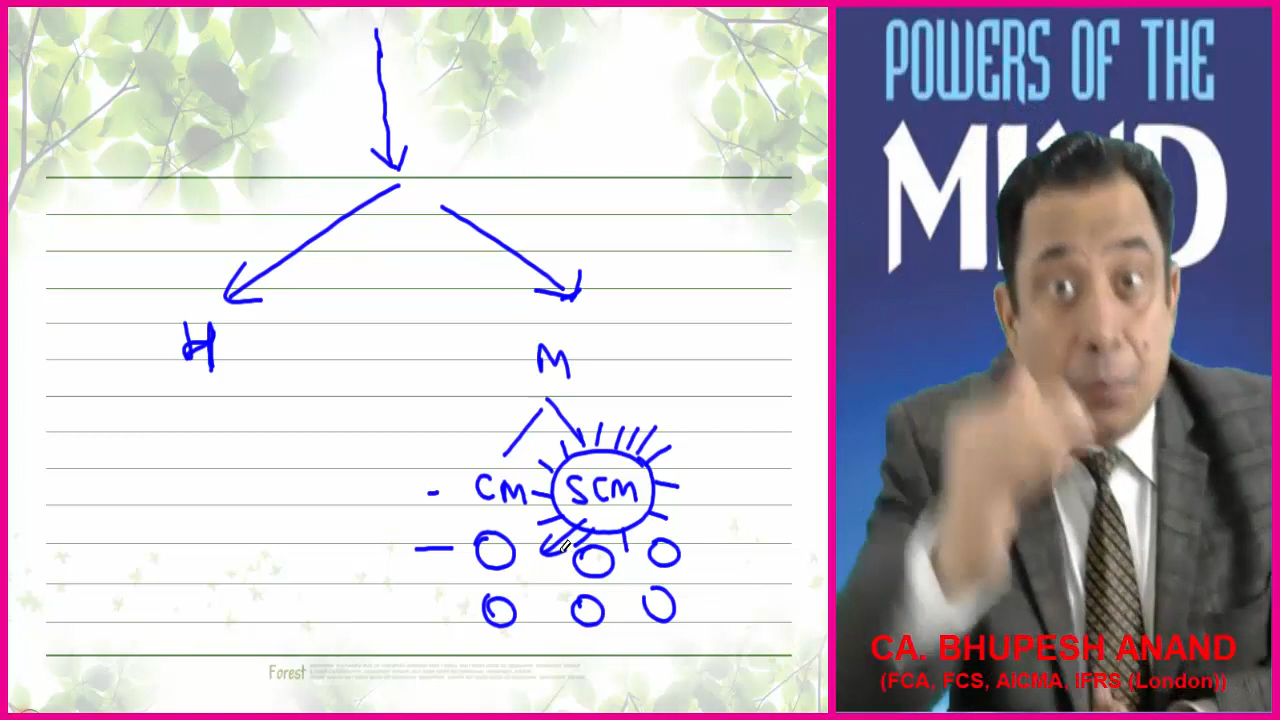 H
M
CM SCM
Forest
POWERS OF THE
MIND
CA. BHUPESH ANAND
(FCA, FCS, AICMA, IFRS (London))